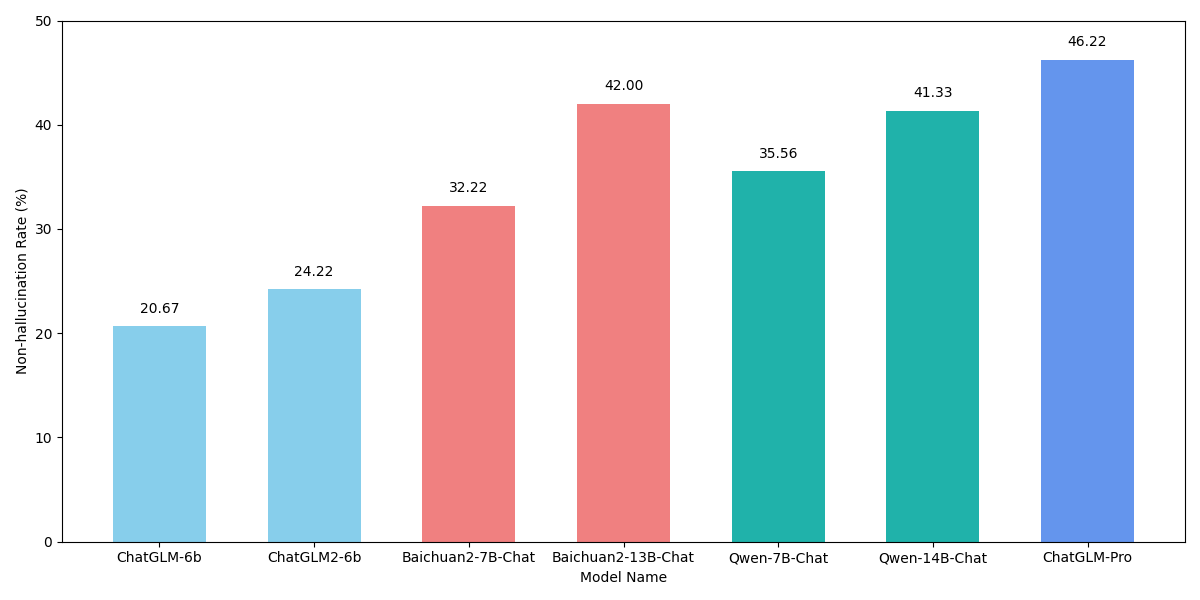 Non-hallucination Rate (%)
50
40
30
20
10
0
20.67
24.22
32.22
42.00
35.56
41.33
46.22
ChatGLM-6b
ChatGLM2-6b
Baichuan2-7B-Chat
Baichuan2-13B-Chat
Qwen-7B-Chat
Qwen-14B-Chat
ChatGLM-Pro
Model Name